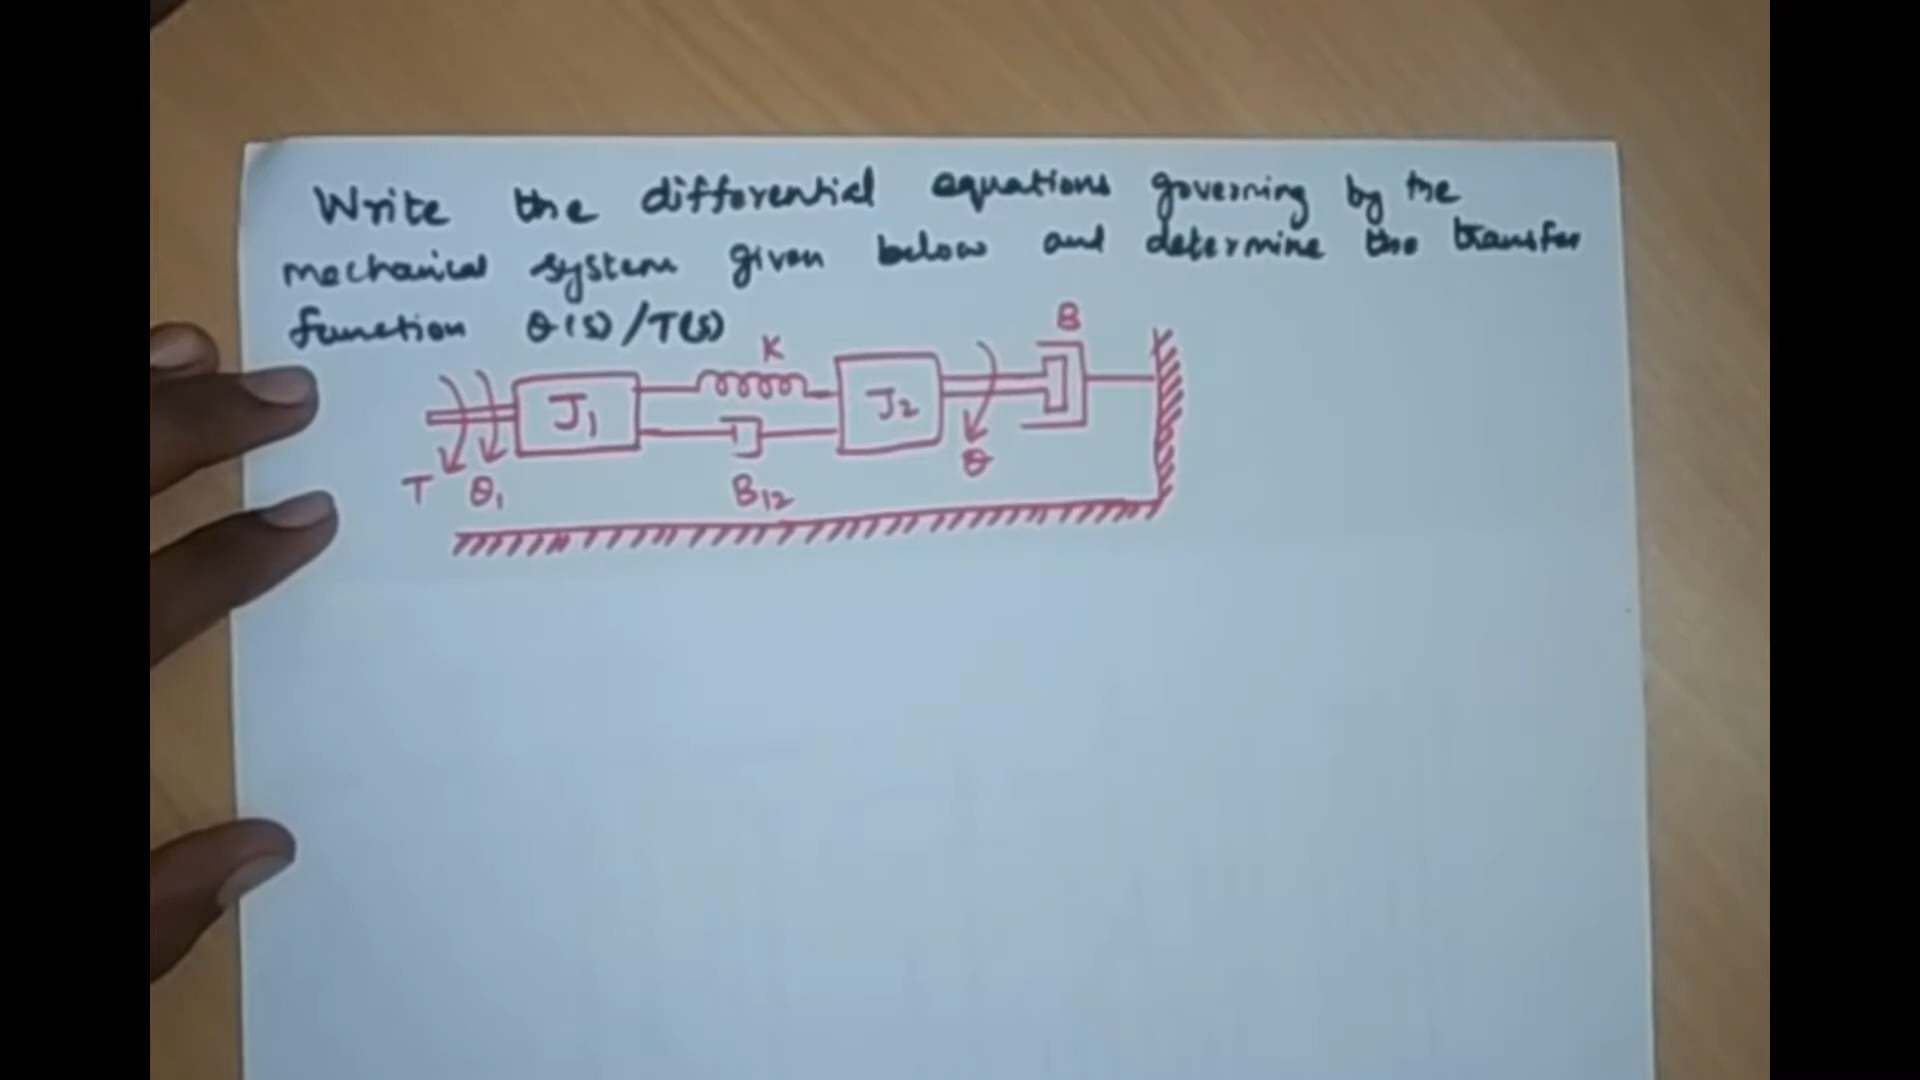 Write the differential equations governing by the
mechanical system given below and determine the transfer
function θ(s)/T(s)
K
B
J1
J2
T
θ1
B12
θ